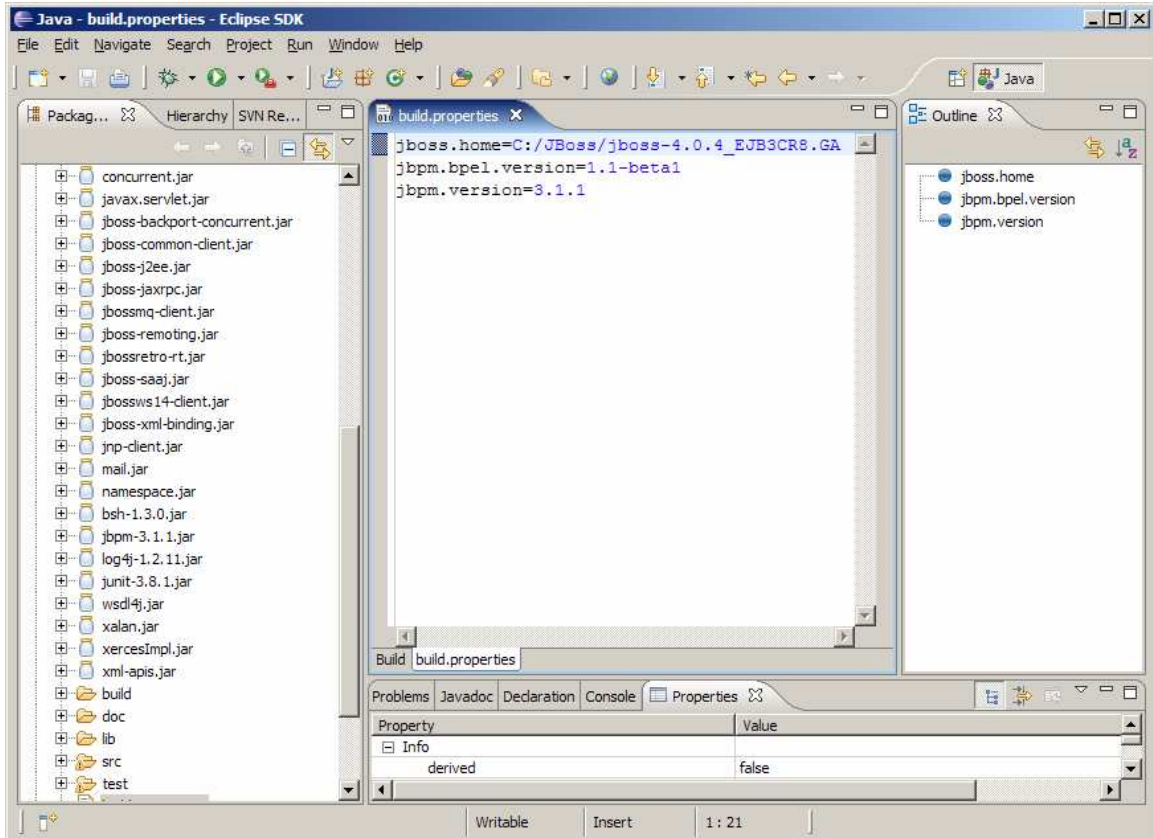 Java - build.properties - Eclipse SDK
File Edit Navigate Search Project Run Window Help
Java
Packag... Hierarchy SVN Re...
concurrent.jar
javax.servlet.jar
jboss-backport-concurrent.jar
jboss-common-client.jar
jboss-j2ee.jar
jboss-jaxrpc.jar
jbossmq-client.jar
jboss-remoting.jar
jbossretro-rt.jar
jboss-saaj.jar
jbossws14-client.jar
jboss-xml-binding.jar
jnp-client.jar
mail.jar
namespace.jar
bsh-1.3.0.jar
jbpm-3.1.1.jar
log4j-1.2.11.jar
junit-3.8.1.jar
wsdl4j.jar
xalan.jar
xercesImpl.jar
xml-apis.jar
build
doc
lib
src
test
build.properties
jboss.home=C:/JBoss/jboss-4.0.4_EJB3CR8.GA
jbpm.bpel.version=1.1-beta1
jbpm.version=3.1.1
Build build.properties
Outline
jboss.home
jbpm.bpel.version
jbpm.version
Problems Javadoc Declaration Console Properties
Property Value
Info
derived false
Writable Insert 1 : 21